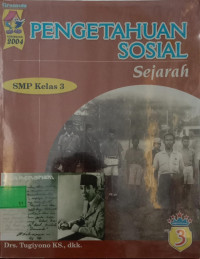 2004
PENGETAHUAN
SOSIAL
Sejarah
SMP Kelas 3
Drs. Tugiyono KS., dkk.
3